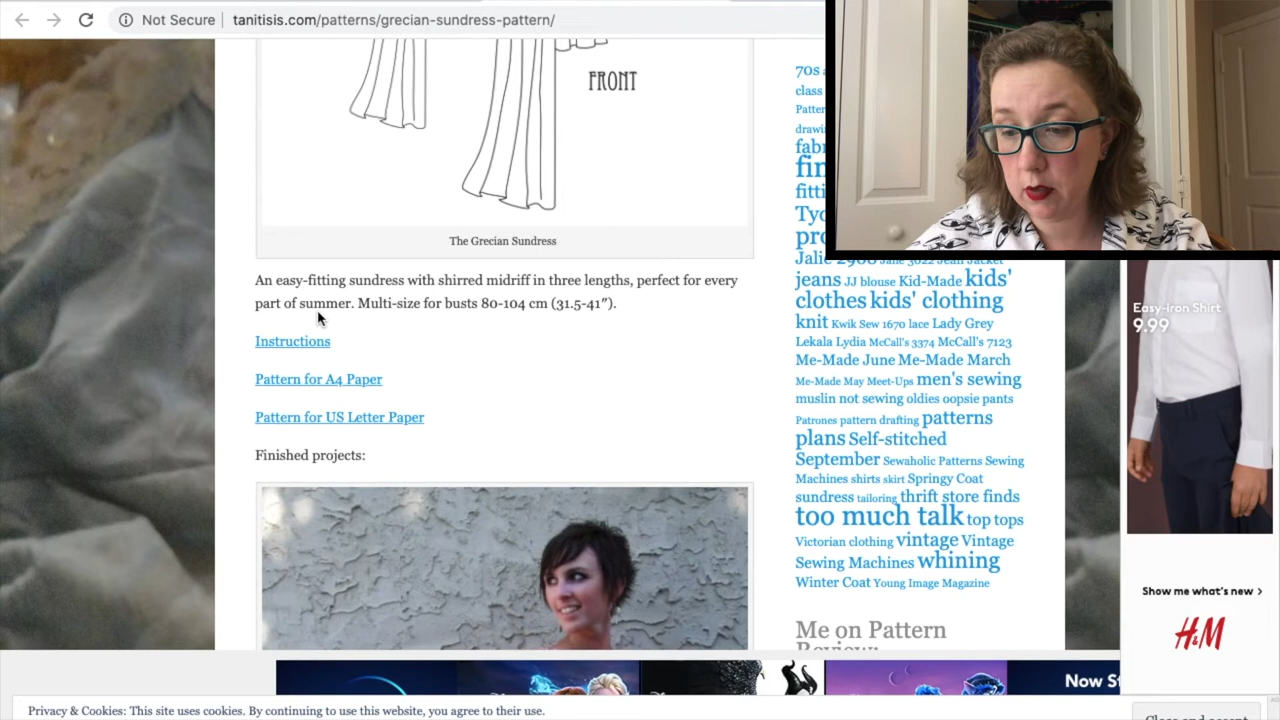 Not Secure | tanitisis.com/patterns/grecian-sundress-pattern/
FRONT
The Grecian Sundress
An easy-fitting sundress with shirred midriff in three lengths, perfect for every
part of summer. Multi-size for busts 80-104 cm (31.5-41″).
Instructions
Pattern for A4 Paper
Pattern for US Letter Paper
Finished projects:
70s
class
jeans JJ blouse Kid-Made kids'
clothes kids' clothing
knit Kwik Sew 1670 lace Lady Grey
Lekala Lydia McCall's 3374 McCall's 7123
Me-Made June Me-Made March
Me-Made May Meet-Ups men's sewing
muslin not sewing oldies oopsie pants
Patrones pattern drafting patterns
plans Self-stitched
September Sewaholic Patterns Sewing
Machines shirts skirt Springy Coat
sundress tailoring thrift store finds
too much talk top tops
Victorian clothing vintage Vintage
Sewing Machines whining
Winter Coat Young Image Magazine
Me on Pattern
Review:
Easy-iron Shirt
9.99
Show me what's new >
H&M
Now
Privacy & Cookies: This site uses cookies. By continuing to use this website, you agree to their use.
Close and accept